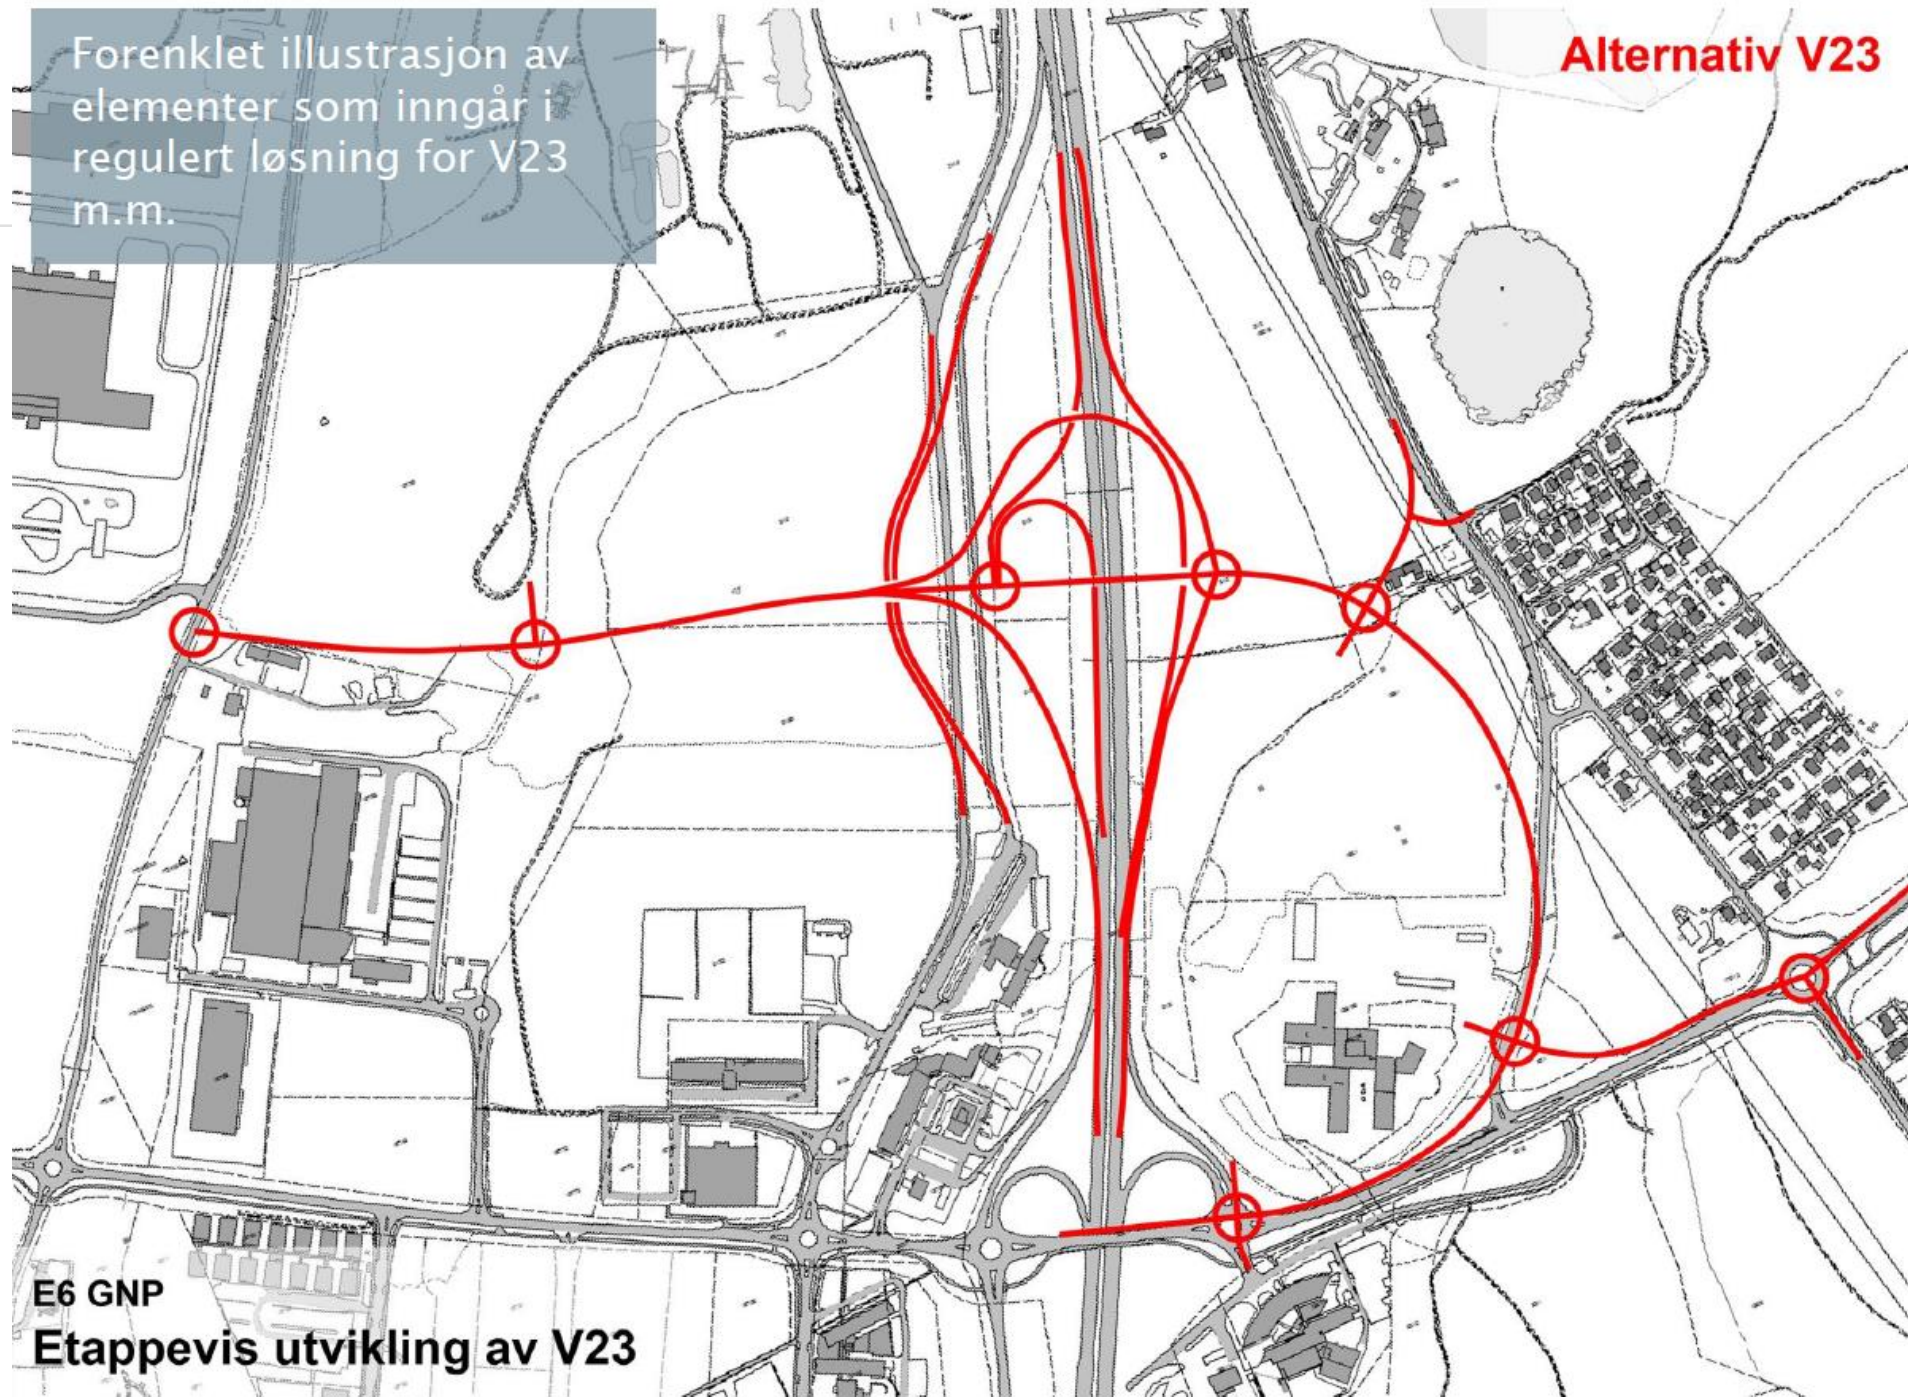 Forenklet illustrasjon av
elementer som inngår i
regulert løsning for V23
m.m.
Alternativ V23
E6 GNP
Etappevis utvikling av V23